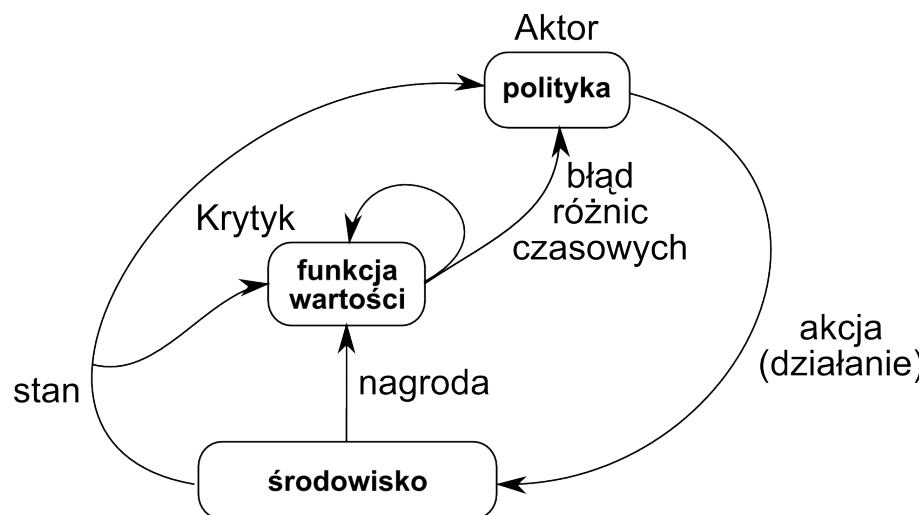 Aktor
polityka
błąd
różnic
czasowych
Krytyk
funkcja
wartości
akcja
(działanie)
stan
nagroda
środowisko